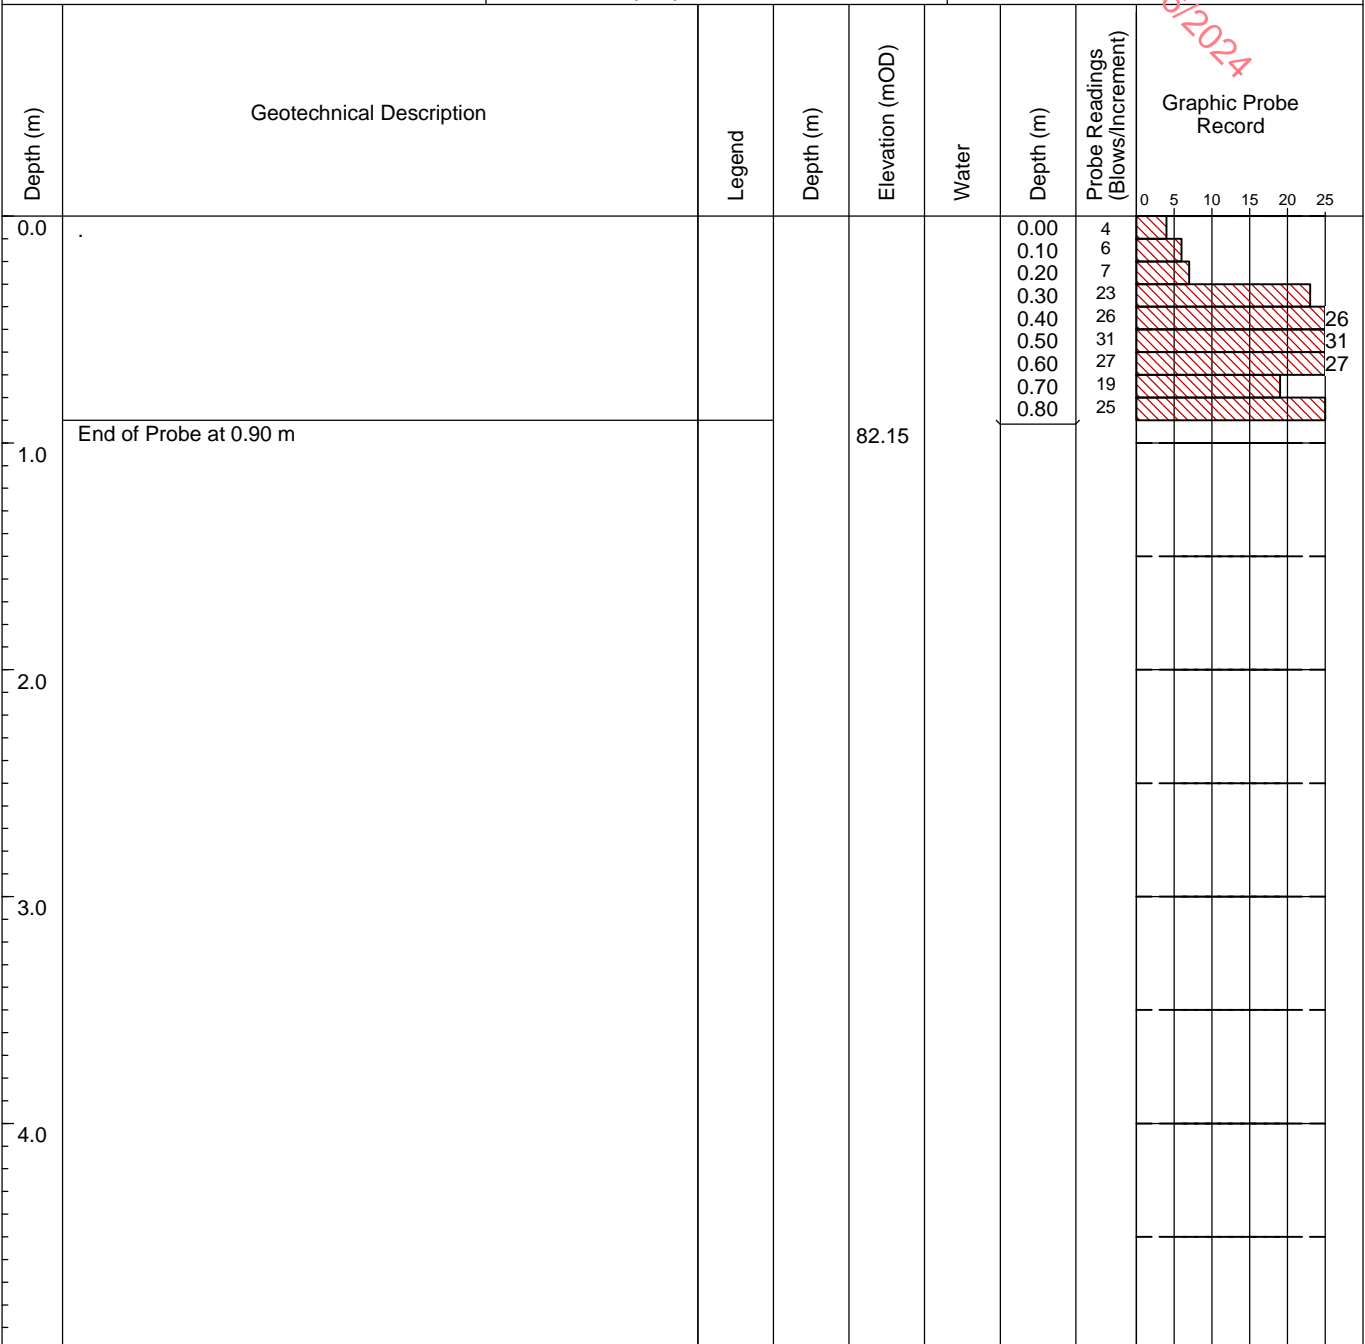 /2024
Depth (m)
Geotechnical Description
Legend
Depth (m)
Elevation (mOD)
Water
Depth (m)
Probe Readings
(Blows/Increment)
Graphic Probe
Record
0 5 10 15 20 25
0.0 . 0.00 4
0.10 6
0.20 7
0.30 23
0.40 26 26
0.50 31 31
0.60 27 27
0.70 19
0.80 25
End of Probe at 0.90 m 82.15
1.0
2.0
3.0
4.0